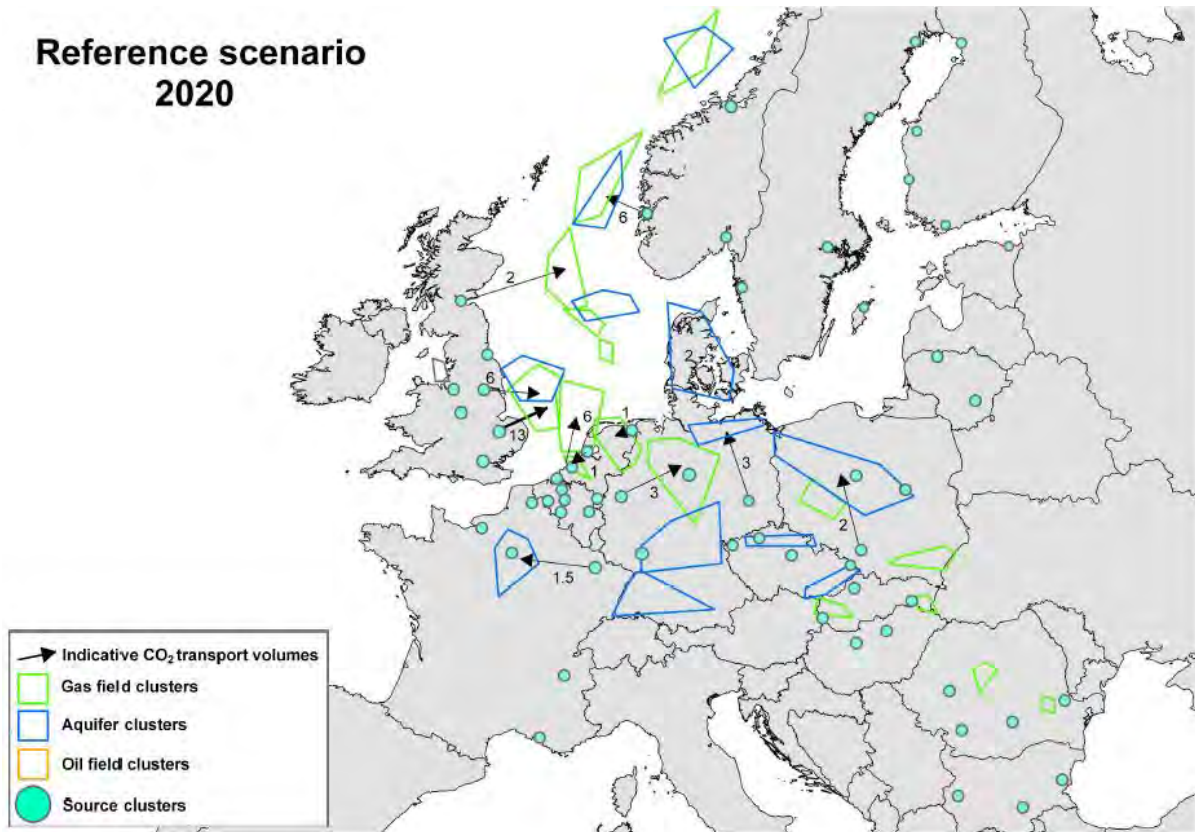 Reference scenario
2020
6
2
2
6
13
6
1
1
3
3
2
1.5
Indicative CO₂ transport volumes
Gas field clusters
Aquifer clusters
Oil field clusters
Source clusters